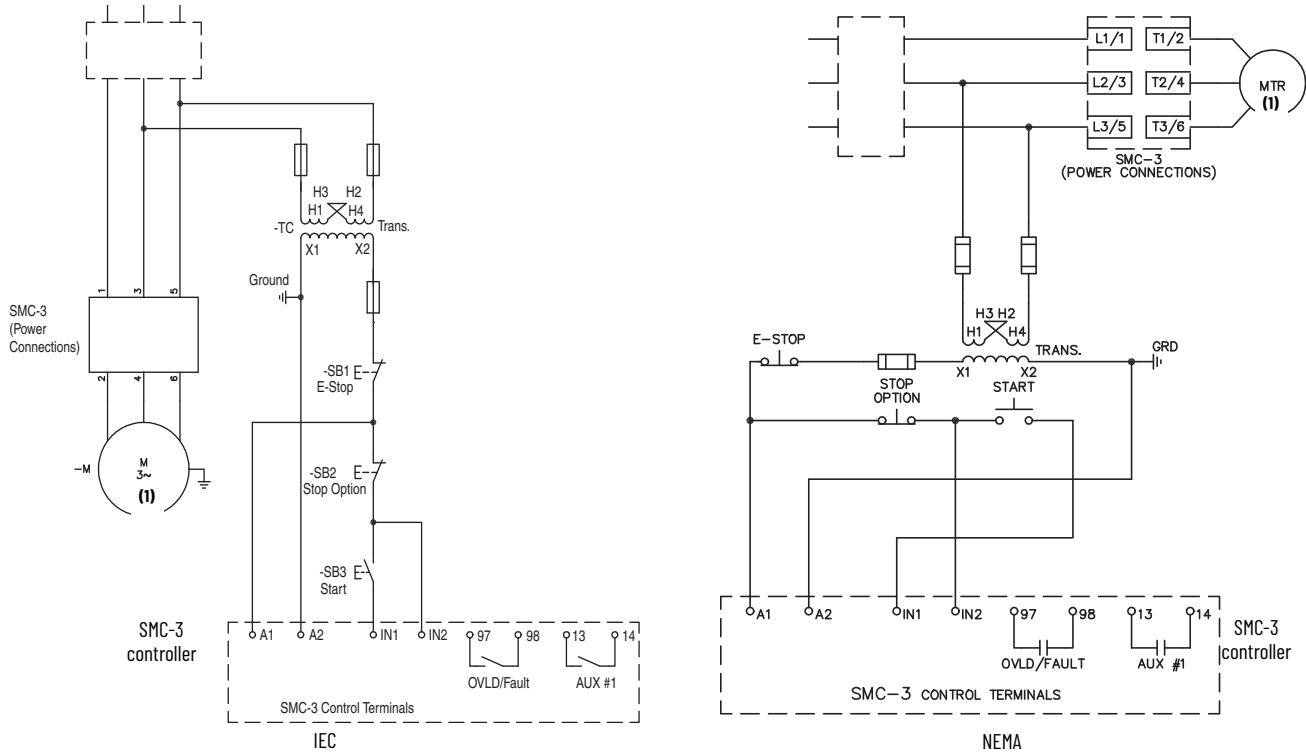 H3 H2
H1 H4
-TC
Trans.
X1 X2
Ground
1 3 5
SMC-3
(Power
Connections)
2 4 6
-SB1
E-Stop
–M
M
3~
(1)
-SB2
Stop Option
-SB3
Start
SMC-3
controller
A1 A2 IN1 IN2 97 98 13 14
OVLD/Fault AUX #1
SMC-3 Control Terminals
IEC
L1/1 T1/2
L2/3 T2/4
L3/5 T3/6
MTR
(1)
SMC-3
(POWER CONNECTIONS)
H3 H2
H1 H4
E-STOP
TRANS.
GRD
X1 X2
STOP
OPTION
START
A1 A2 IN1 IN2 97 98 13 14
OVLD/FAULT AUX #1
SMC-3
controller
SMC-3 CONTROL TERMINALS
NEMA